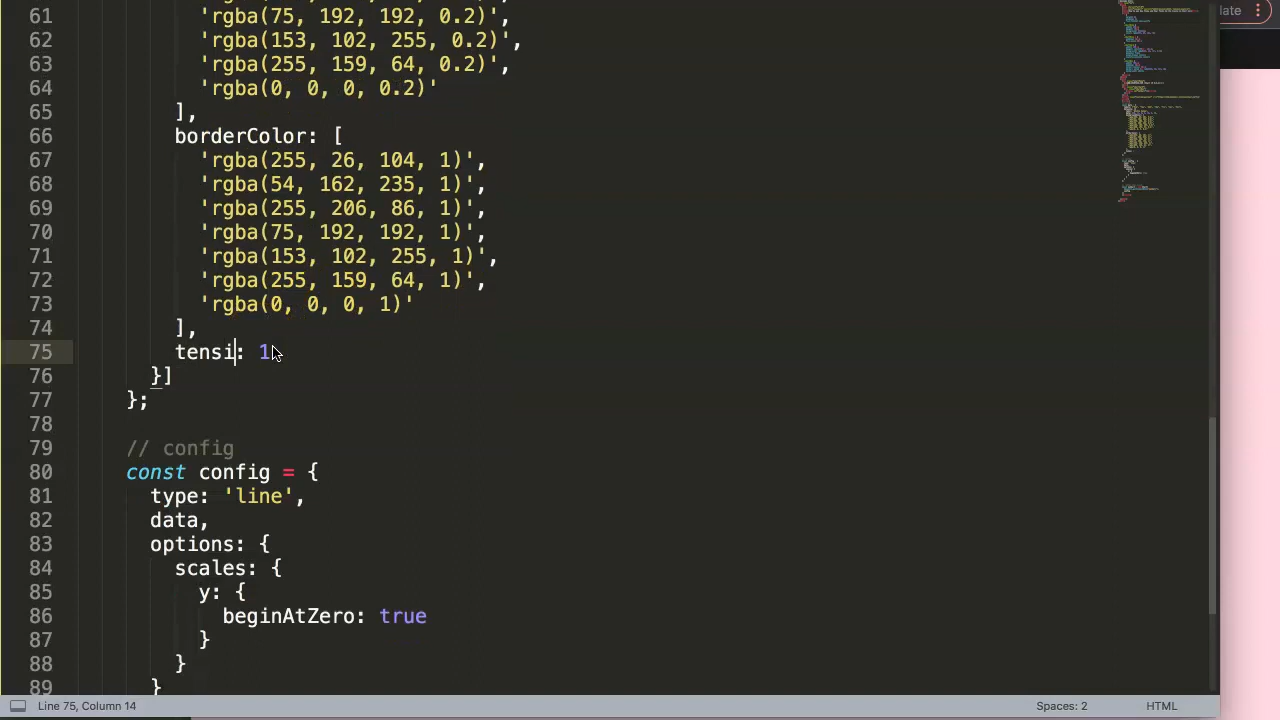 61 'rgba(75, 192, 192, 0.2)',
62 'rgba(153, 102, 255, 0.2)',
63 'rgba(255, 159, 64, 0.2)',
64 'rgba(0, 0, 0, 0.2)'
65 ],
66 borderColor: [
67 'rgba(255, 26, 104, 1)',
68 'rgba(54, 162, 235, 1)',
69 'rgba(255, 206, 86, 1)',
70 'rgba(75, 192, 192, 1)',
71 'rgba(153, 102, 255, 1)',
72 'rgba(255, 159, 64, 1)',
73 'rgba(0, 0, 0, 1)'
74 ],
75 tensi: 1
76 }]
77 };
78
79 // config
80 const config = {
81 type: 'line',
82 data,
83 options: {
84 scales: {
85 y: {
86 beginAtZero: true
87 }
88 }
89 }
Line 75, Column 14
Spaces: 2
HTML